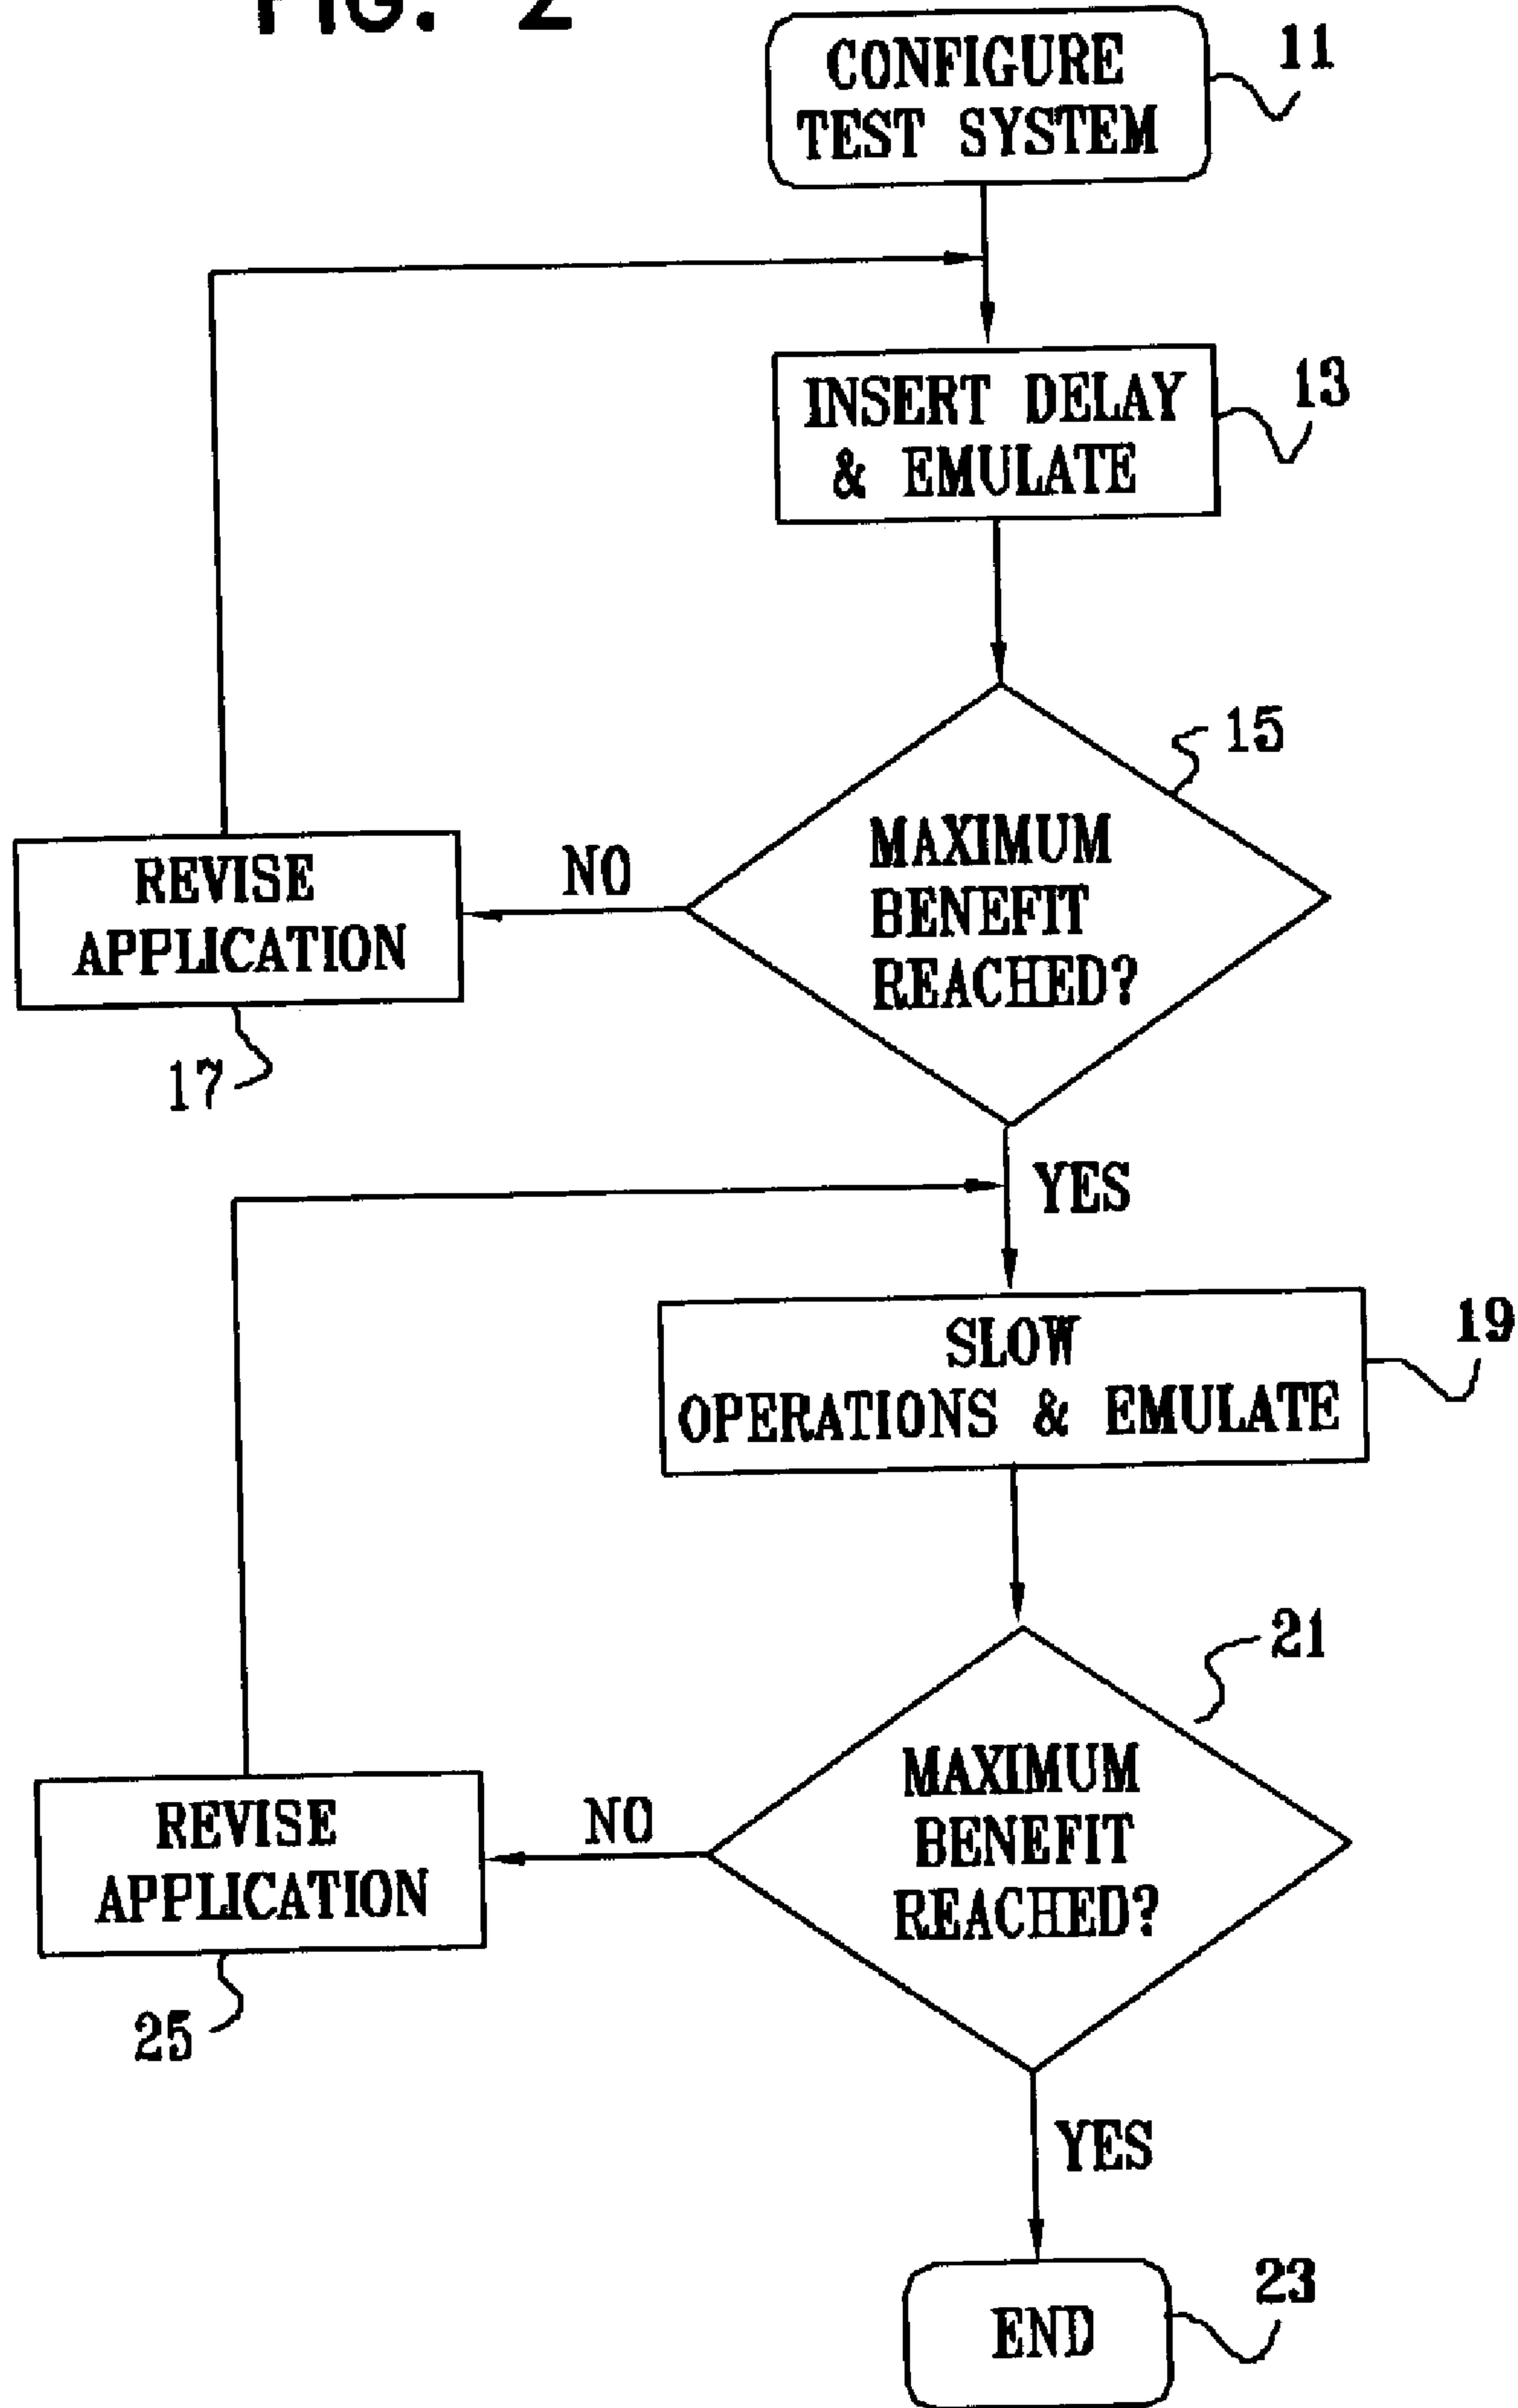 FIG. 2
CONFIGURE
TEST SYSTEM
11
INSERT DELAY
& EMULATE
13
15
MAXIMUM
BENEFIT
REACHED?
NO
REVISE
APPLICATION
17
YES
SLOW
OPERATIONS & EMULATE
19
21
MAXIMUM
BENEFIT
REACHED?
NO
REVISE
APPLICATION
25
YES
END
23